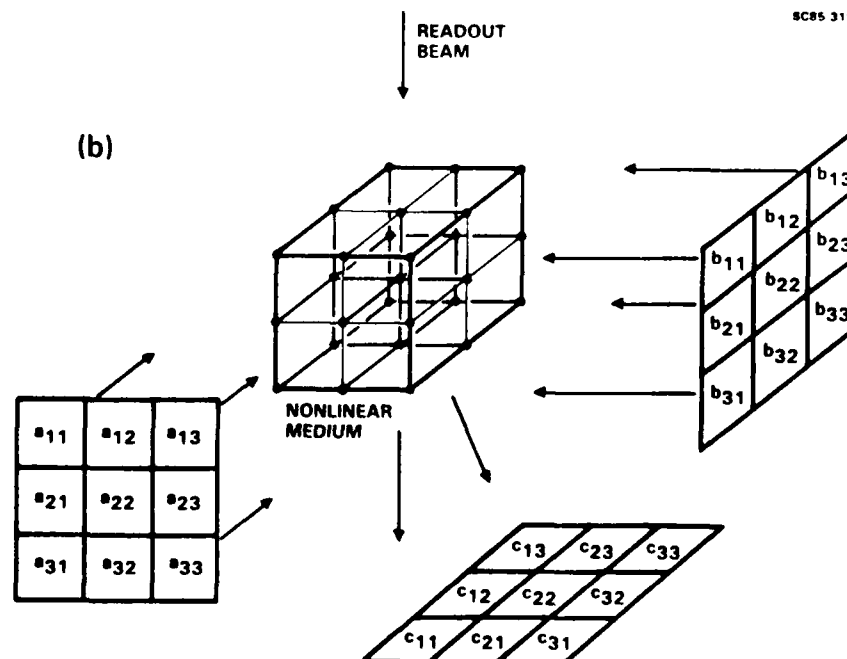 SC85 31
READOUT
BEAM
(b)
b13
b12
b11
b23
b22
b21
b33
b32
b31
NONLINEAR
MEDIUM
a11 a12 a13
a21 a22 a23
a31 a32 a33
c13 c23 c33
c12 c22 c32
c11 c21 c31